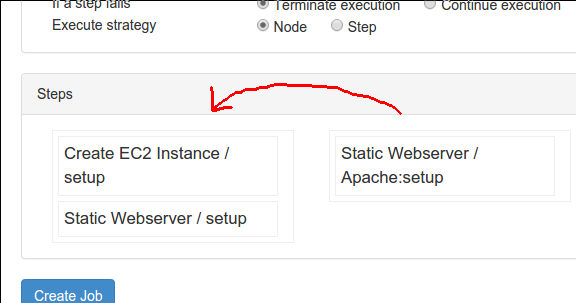 If a step fails
Terminate execution
Continue execution
Execute strategy
Node
Step
Steps
Create EC2 Instance /
setup
Static Webserver / setup
Static Webserver /
Apache:setup
Create Job